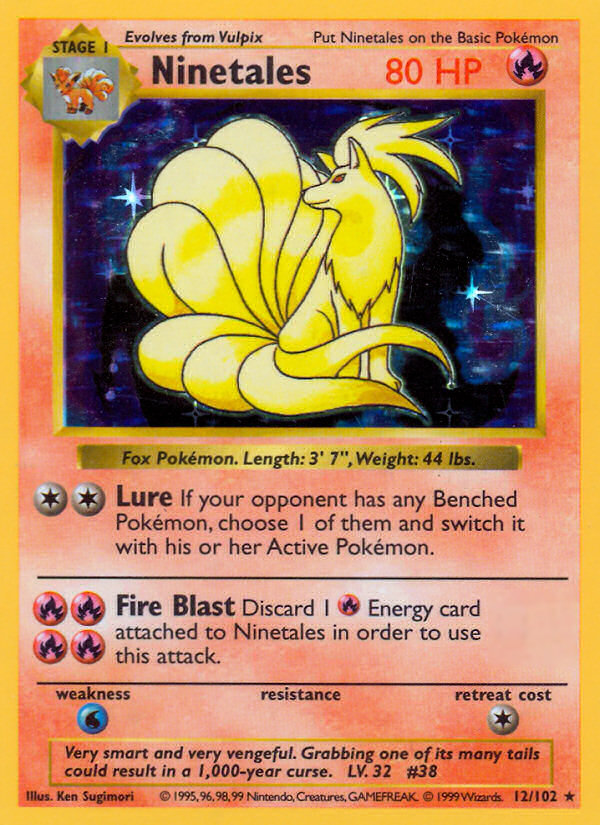 STAGE 1
Evolves from Vulpix
Put Ninetales on the Basic Pokémon
Ninetales
80 HP
Fox Pokémon. Length: 3' 7", Weight: 44 lbs.
Lure If your opponent has any Benched
Pokémon, choose 1 of them and switch it
with his or her Active Pokémon.
Fire Blast Discard 1 Energy card
attached to Ninetales in order to use
this attack.
weakness
resistance
retreat cost
Very smart and very vengeful. Grabbing one of its many tails
could result in a 1,000-year curse. LV. 32 #38
Illus. Ken Sugimori
© 1995, 96, 98, 99 Nintendo, Creatures, GAMEFREAK. © 1999 Wizards.
12/102 ★